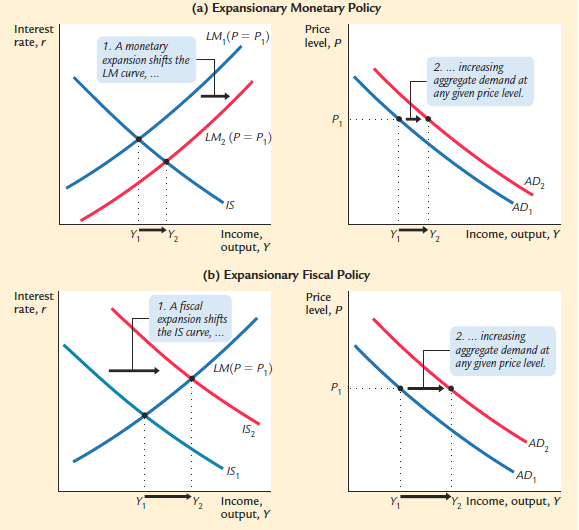 (a) Expansionary Monetary Policy
Interest
rate, r
1. A monetary
expansion shifts the
LM curve, ...
LM₁(P = P₁)
LM₂ (P = P₁)
IS
Y₁
Y₂
Income,
output, Y
Price
level, P
2. ... increasing
aggregate demand at
any given price level.
P₁
AD₂
AD₁
Y₁
Y₂
Income, output, Y
(b) Expansionary Fiscal Policy
Interest
rate, r
1. A fiscal
expansion shifts
the IS curve, ...
LM(P = P₁)
IS₂
IS₁
Y₁
Y₂
Income,
output, Y
Price
level, P
2. ... increasing
aggregate demand at
any given price level.
P₁
AD₂
AD₁
Y₁
Y₂
Income, output, Y